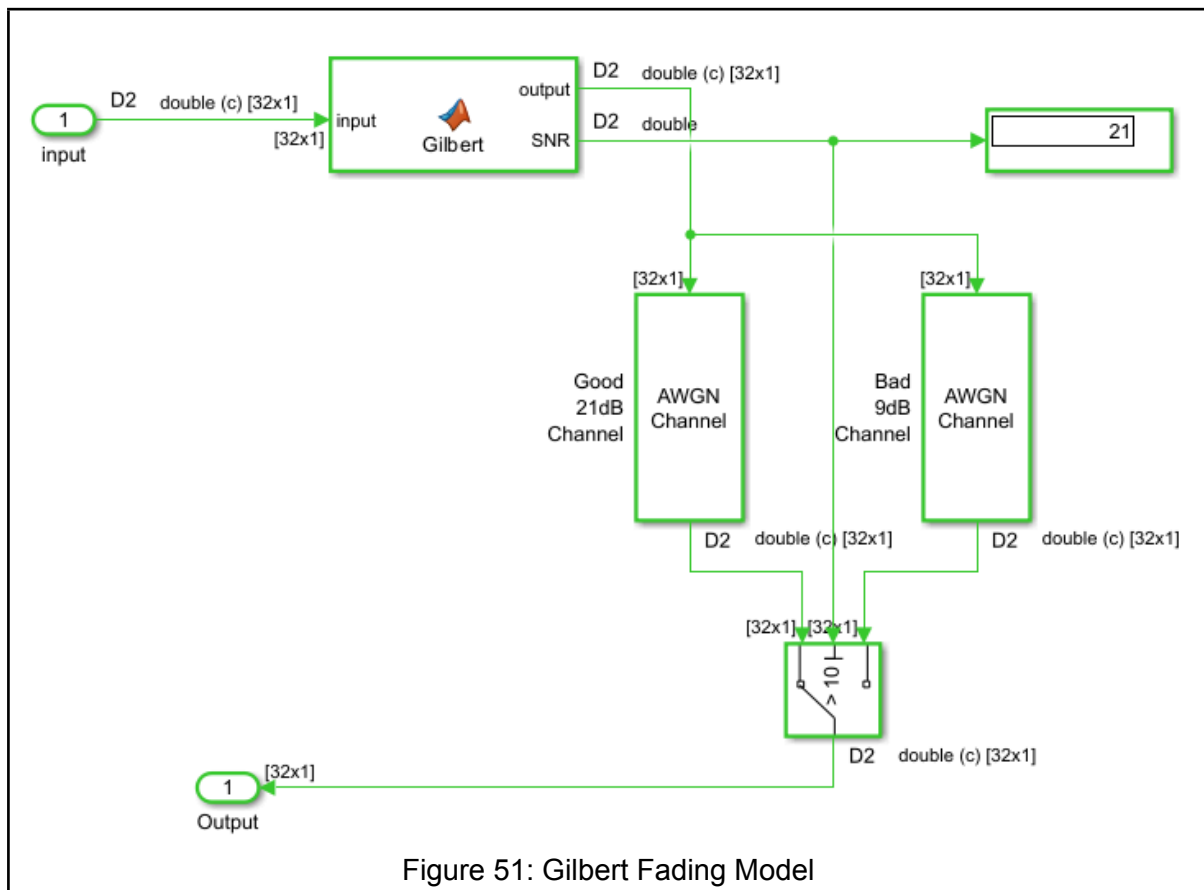 D2 double (c) [32x1]
1
input
[32x1]
input
Gilbert
output
SNR
D2 double (c) [32x1]
D2 double
21
[32x1]
[32x1]
Good
21dB
Channel
AWGN
Channel
Bad
9dB
Channel
AWGN
Channel
D2 double (c) [32x1]
D2 double (c) [32x1]
[32x1] [32x1]
> 10
D2 double (c) [32x1]
[32x1]
1
Output
Figure 51: Gilbert Fading Model